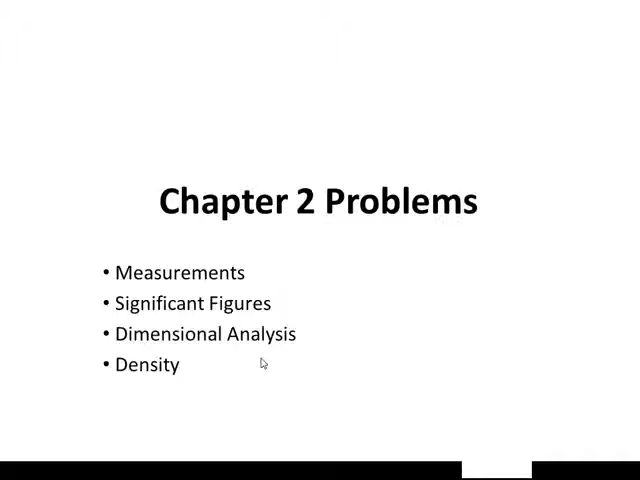 Chapter 2 Problems
• Measurements
• Significant Figures
• Dimensional Analysis
• Density